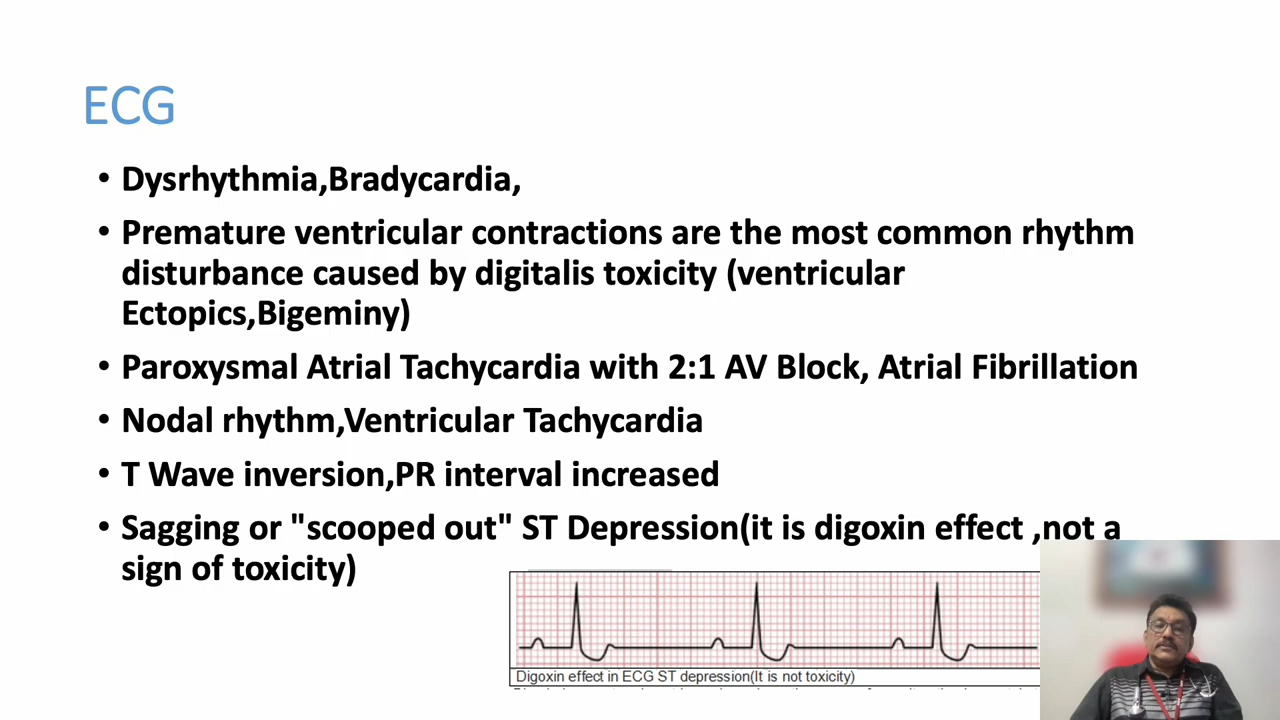 ECG
• Dysrhythmia,Bradycardia,
• Premature ventricular contractions are the most common rhythm
disturbance caused by digitalis toxicity (ventricular
Ectopics,Bigeminy)
• Paroxysmal Atrial Tachycardia with 2:1 AV Block, Atrial Fibrillation
• Nodal rhythm,Ventricular Tachycardia
• T Wave inversion,PR interval increased
• Sagging or "scooped out" ST Depression(it is digoxin effect ,not a
sign of toxicity)
Digoxin effect in ECG ST depression(It is not toxicity)